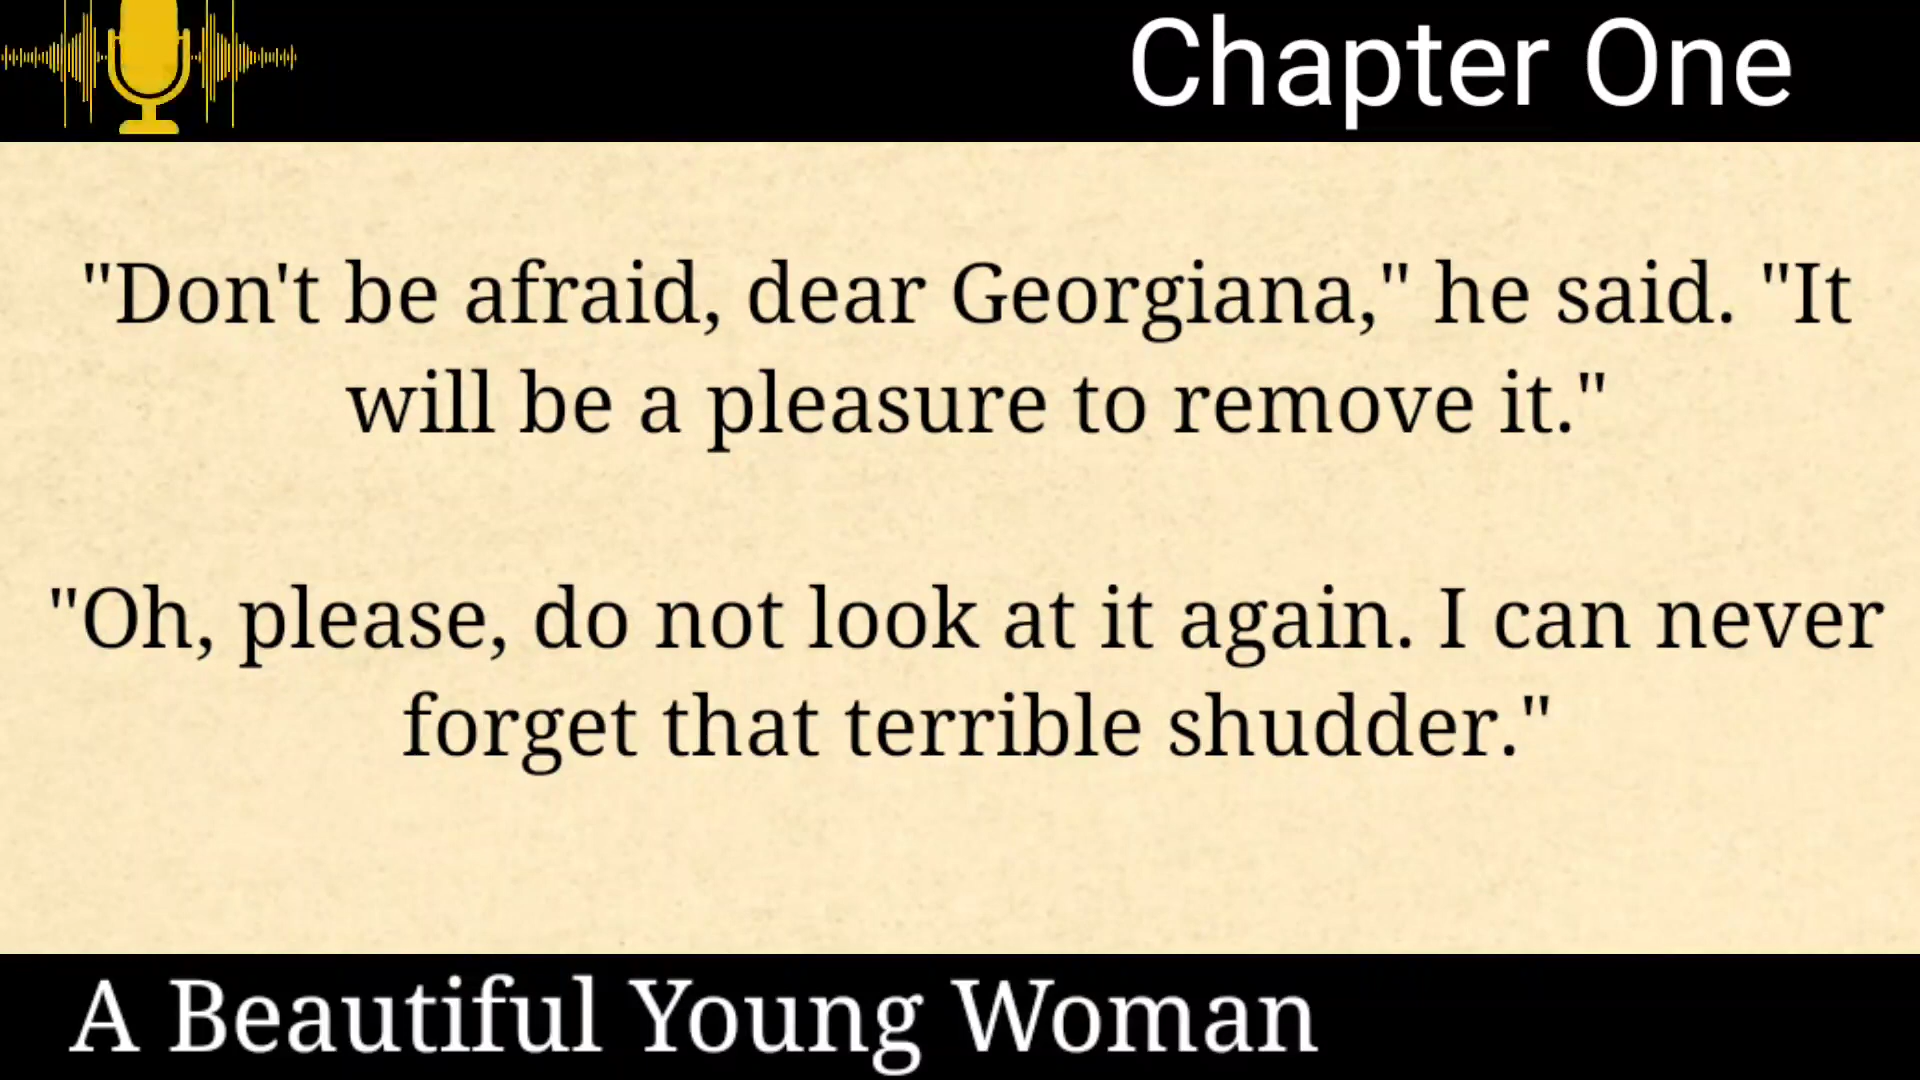 Chapter One
"Don't be afraid, dear Georgiana," he said. "It
will be a pleasure to remove it."
"Oh, please, do not look at it again. I can never
forget that terrible shudder."
A Beautiful Young Woman